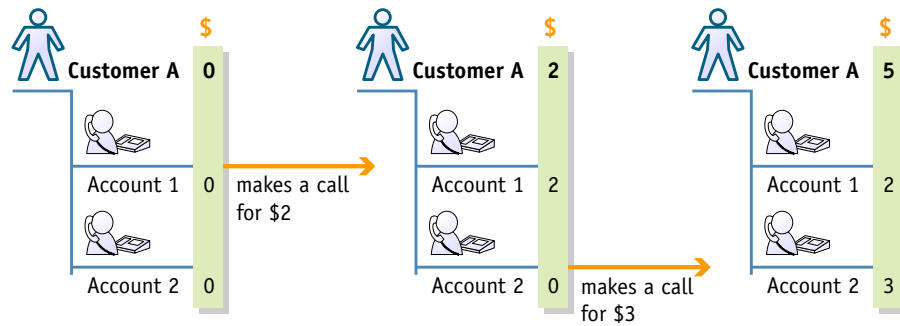 $ $ $
Customer A 0 Customer A 2 Customer A 5
Account 1 0 makes a call Account 1 2 Account 1 2
for $2
Account 2 0 Account 2 0 makes a call Account 2 3
for $3